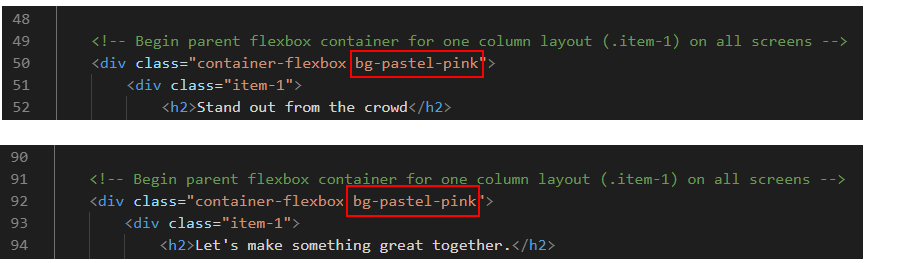 48
49 <!-- Begin parent flexbox container for one column layout (.item-1) on all screens -->
50 <div class="container-flexbox bg-pastel-pink">
51 <div class="item-1">
52 <h2>Stand out from the crowd</h2>
90
91 <!-- Begin parent flexbox container for one column layout (.item-1) on all screens -->
92 <div class="container-flexbox bg-pastel-pink">
93 <div class="item-1">
94 <h2>Let's make something great together.</h2>